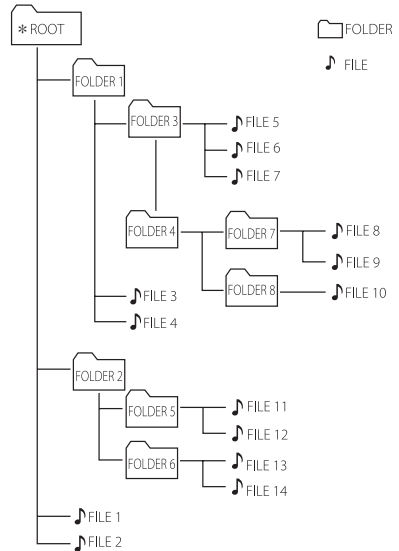 * ROOT
FOLDER
FILE
FOLDER 1
FOLDER 3
FILE 5
FILE 6
FILE 7
FOLDER 4
FOLDER 7
FILE 8
FILE 9
FOLDER 8
FILE 10
FILE 3
FILE 4
FOLDER 2
FOLDER 5
FILE 11
FILE 12
FOLDER 6
FILE 13
FILE 14
FILE 1
FILE 2